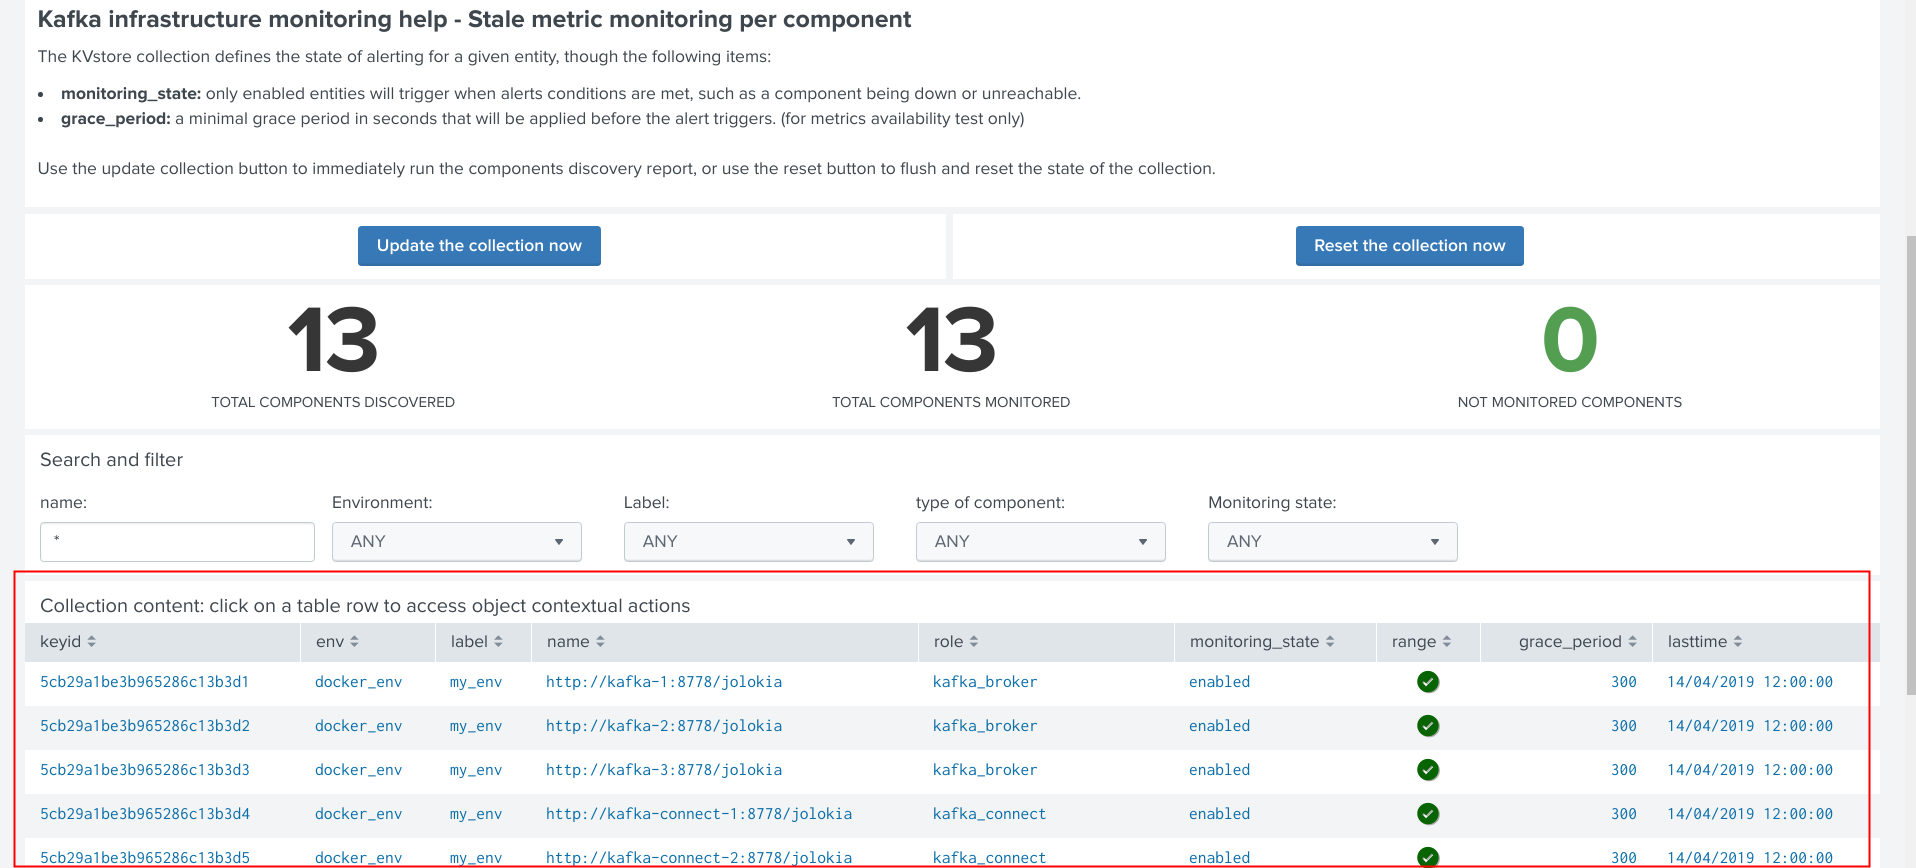 Kafka infrastructure monitoring help - Stale metric monitoring per component
The KVstore collection defines the state of alerting for a given entity, though the following items:
• monitoring_state: only enabled entities will trigger when alerts conditions are met, such as a component being down or unreachable.
• grace_period: a minimal grace period in seconds that will be applied before the alert triggers. (for metrics availability test only)
Use the update collection button to immediately run the components discovery report, or use the reset button to flush and reset the state of the collection.
Update the collection now Reset the collection now
13 13 0
TOTAL COMPONENTS DISCOVERED TOTAL COMPONENTS MONITORED NOT MONITORED COMPONENTS
Search and filter
name: Environment: Label: type of component: Monitoring state:
* ANY ANY ANY ANY
Collection content: click on a table row to access object contextual actions
keyid env label name role monitoring_state range grace_period lasttime
5cb29a1be3b965286c13b3d1 docker_env my_env http://kafka-1:8778/jolokia kafka_broker enabled 300 14/04/2019 12:00:00
5cb29a1be3b965286c13b3d2 docker_env my_env http://kafka-2:8778/jolokia kafka_broker enabled 300 14/04/2019 12:00:00
5cb29a1be3b965286c13b3d3 docker_env my_env http://kafka-3:8778/jolokia kafka_broker enabled 300 14/04/2019 12:00:00
5cb29a1be3b965286c13b3d4 docker_env my_env http://kafka-connect-1:8778/jolokia kafka_connect enabled 300 14/04/2019 12:00:00
5cb29a1be3b965286c13b3d5 docker_env my_env http://kafka-connect-2:8778/jolokia kafka_connect enabled 300 14/04/2019 12:00:00